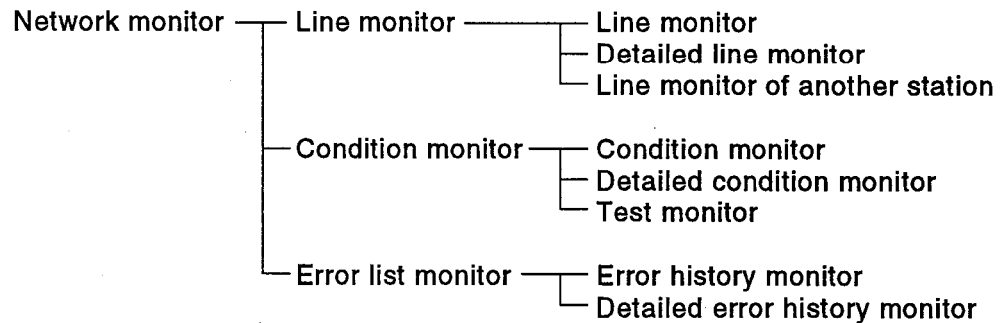 Network monitor Line monitor Line monitor
Detailed line monitor
Line monitor of another station
Condition monitor Condition monitor
Detailed condition monitor
Test monitor
Error list monitor Error history monitor
Detailed error history monitor